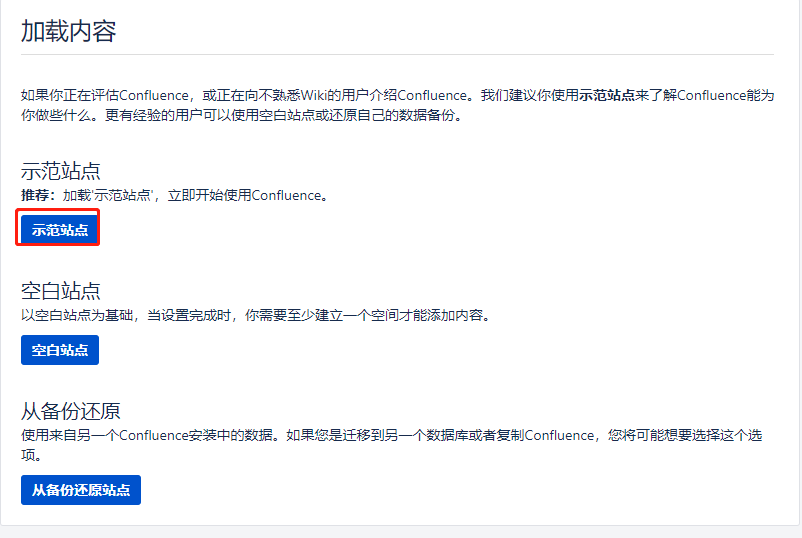 加载内容
如果你正在评估Confluence，或正在向不熟悉Wiki的用户介绍Confluence。我们建议你使用示范站点来了解Confluence能为
你做些什么。更有经验的用户可以使用空白站点或还原自己的数据备份。
示范站点
推荐：加载'示范站点'，立即开始使用Confluence。
示范站点
空白站点
以空白站点为基础，当设置完成时，你需要至少建立一个空间才能添加内容。
空白站点
从备份还原
使用来自另一个Confluence安装中的数据。如果您是迁移到另一个数据库或者复制Confluence，您将可能想要选择这个选
项。
从备份还原站点